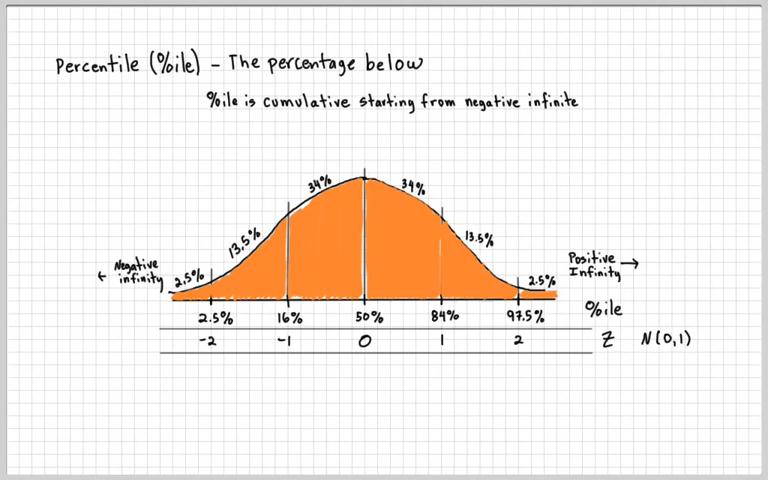 Percentile (%ile) - The percentage below
%ile is cumulative starting from negative infinite
34%
34%
13.5%
13.5%
← Negative infinity
2.5%
2.5%
Positive Infinity →
2.5% 16% 50% 84% 97.5% %ile
-2 -1 0 1 2 Z N(0,1)